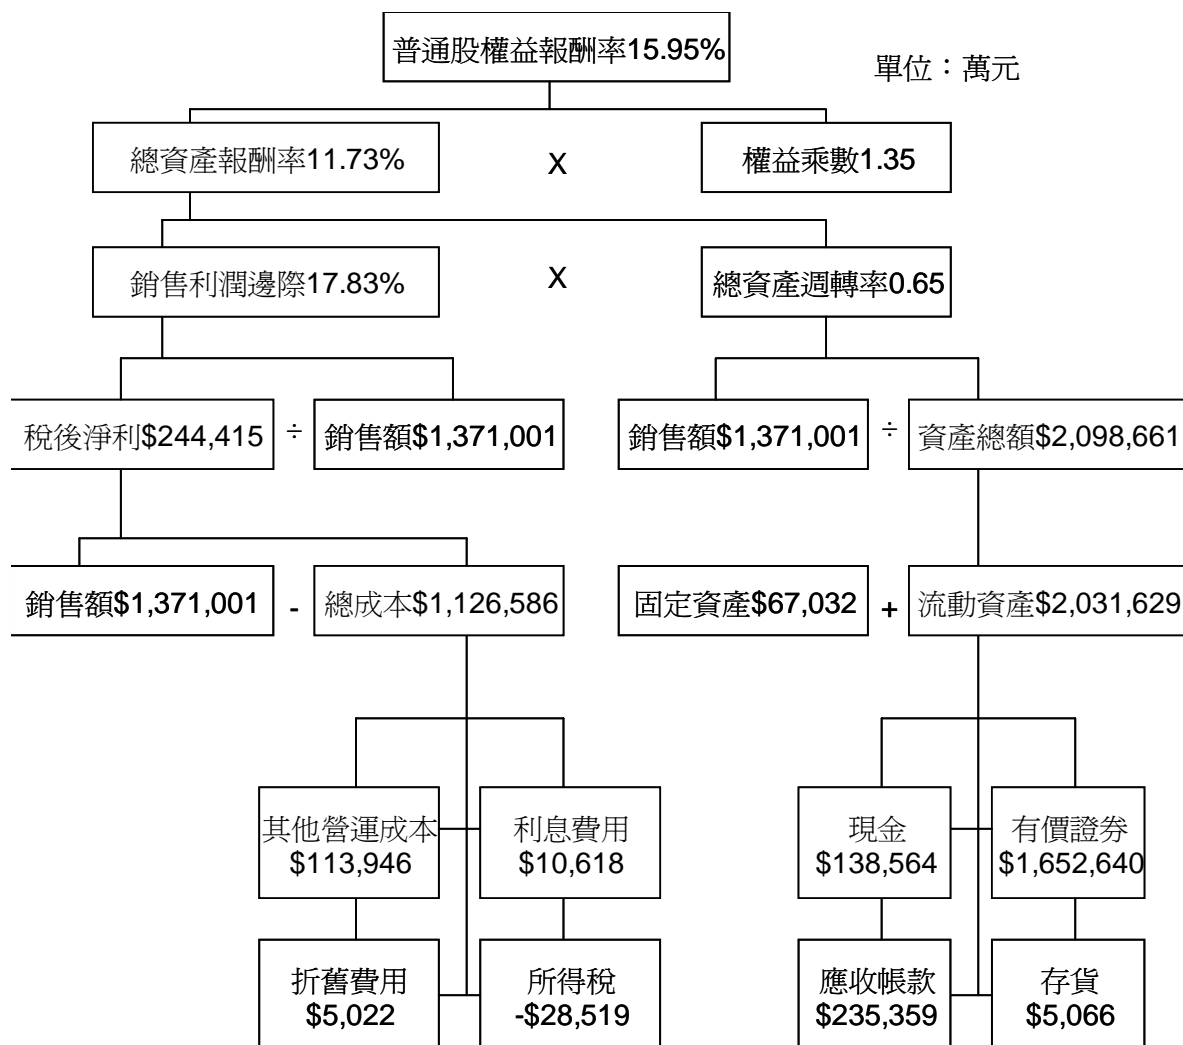 普通股權益報酬率15.95%
單位：萬元
總資產報酬率11.73%
X
權益乘數1.35
銷售利潤邊際17.83%
X
總資產週轉率0.65
稅後淨利$244,415
÷
銷售額$1,371,001
銷售額$1,371,001
÷
資產總額$2,098,661
銷售額$1,371,001
-
總成本$1,126,586
固定資產$67,032
+
流動資產$2,031,629
其他營運成本
$113,946
利息費用
$10,618
現金
$138,564
有價證券
$1,652,640
折舊費用
$5,022
所得稅
-$28,519
應收帳款
$235,359
存貨
$5,066